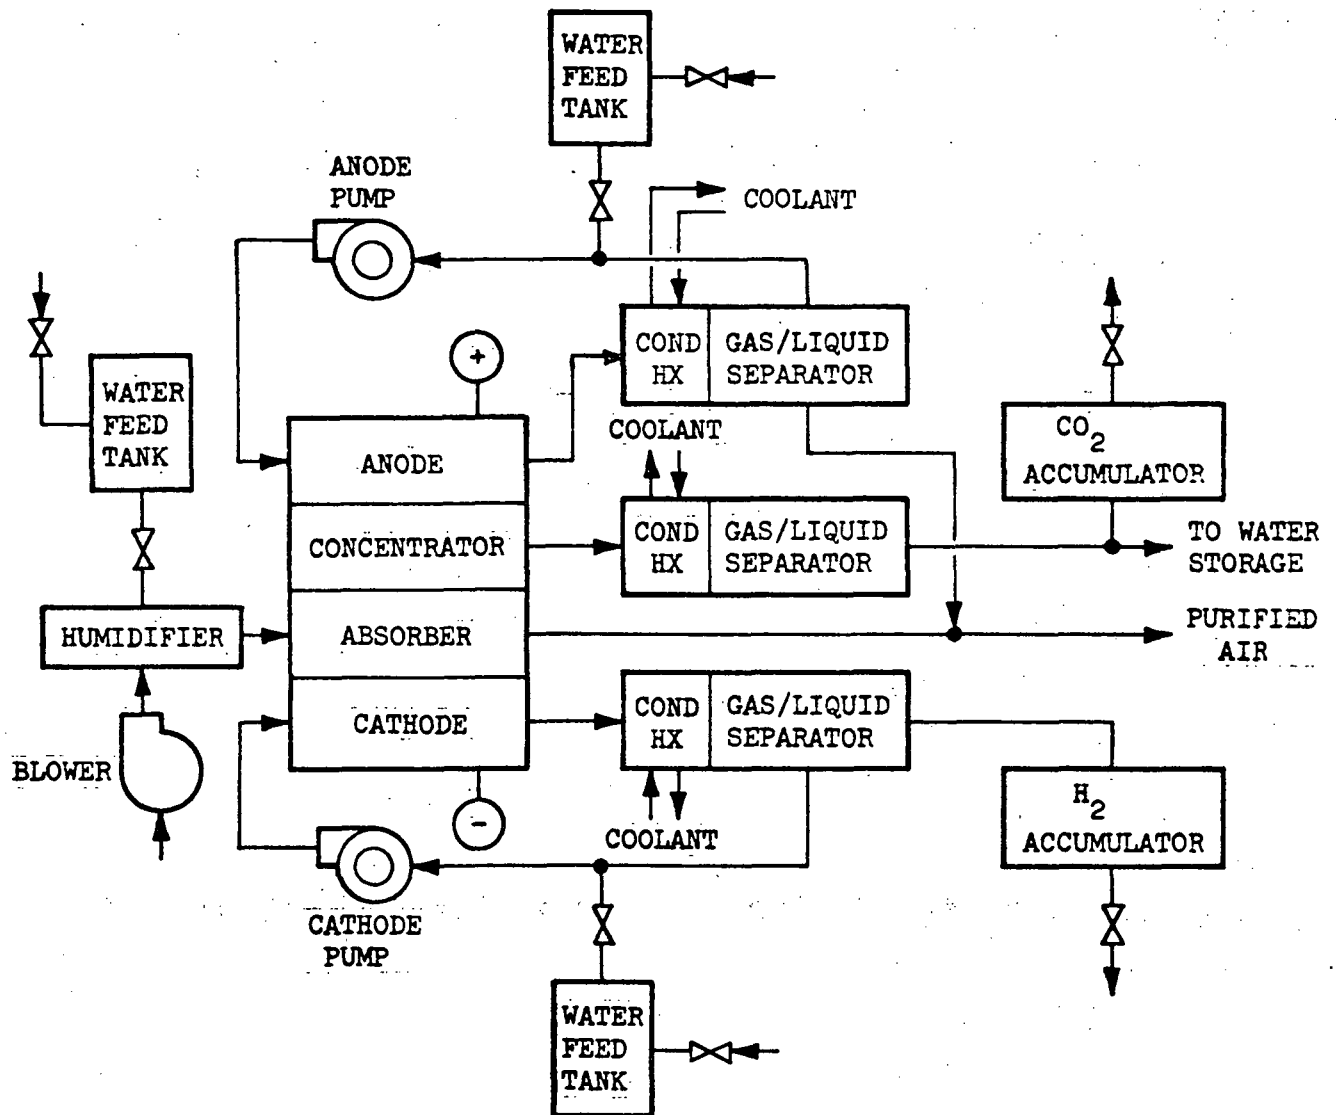 WATER
FEED
TANK
ANODE
PUMP
COOLANT
+
COND
HX
GAS/LIQUID
SEPARATOR
WATER
FEED
TANK
COOLANT
CO2
ACCUMULATOR
ANODE
CONCENTRATOR
COND
HX
GAS/LIQUID
SEPARATOR
TO WATER
STORAGE
HUMIDIFIER
ABSORBER
PURIFIED
AIR
CATHODE
COND
HX
GAS/LIQUID
SEPARATOR
BLOWER
-
COOLANT
H2
ACCUMULATOR
CATHODE
PUMP
WATER
FEED
TANK